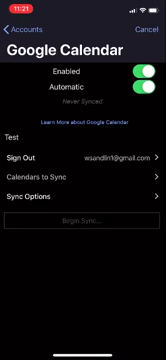 11:21
Accounts
Cancel
Google Calendar
Enabled
Automatic
Never Synced
Learn More about Google Calendar
Test
Sign Out wsandln1@gmail.com
Calendars to Sync
Sync Options
Begin Sync...